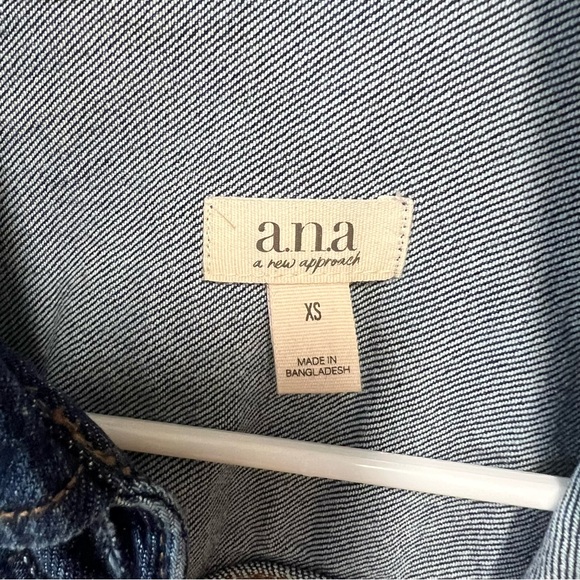 a.n.a
a new approach
XS
MADE IN
BANGLADESH